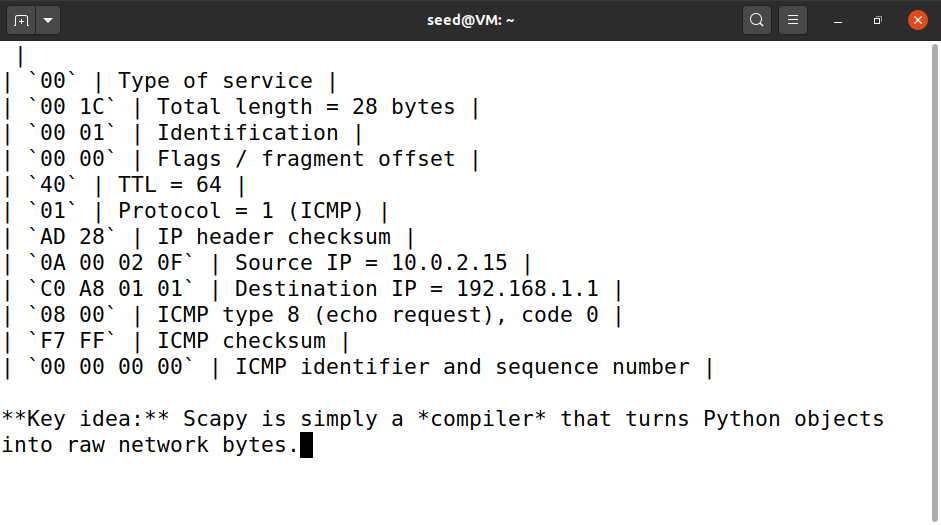 seed@VM: ~
|
| `00` | Type of service |
| `00 1C` | Total length = 28 bytes |
| `00 01` | Identification |
| `00 00` | Flags / fragment offset |
| `40` | TTL = 64 |
| `01` | Protocol = 1 (ICMP) |
| `AD 28` | IP header checksum |
| `0A 00 02 0F` | Source IP = 10.0.2.15 |
| `C0 A8 01 01` | Destination IP = 192.168.1.1 |
| `08 00` | ICMP type 8 (echo request), code 0 |
| `F7 FF` | ICMP checksum |
| `00 00 00 00` | ICMP identifier and sequence number |
**Key idea:** Scapy is simply a *compiler* that turns Python objects
into raw network bytes.